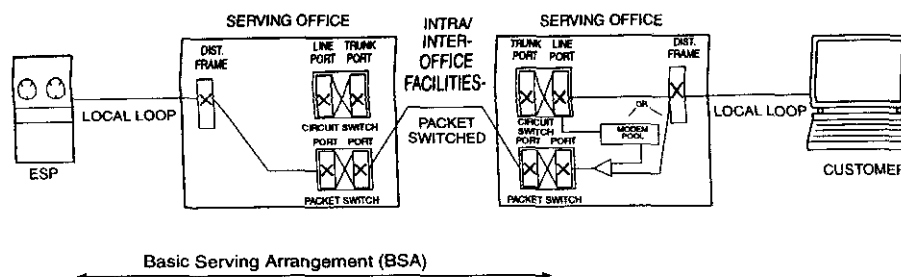 SERVING OFFICE
DIST.
FRAME
LINE
PORT
TRUNK
PORT
CIRCUIT SWITCH
PORT
PORT
PACKET SWITCH
ESP
LOCAL LOOP
INTRA/
INTER-
OFFICE
FACILITIES-
PACKET
SWITCHED
SERVING OFFICE
TRUNK
PORT
LINE
PORT
DIST.
FRAME
CIRCUIT
SWITCH
PORT
PORT
OR
MODEM
POOL
PACKET SWITCH
LOCAL LOOP
CUSTOMER
Basic Serving Arrangement (BSA)